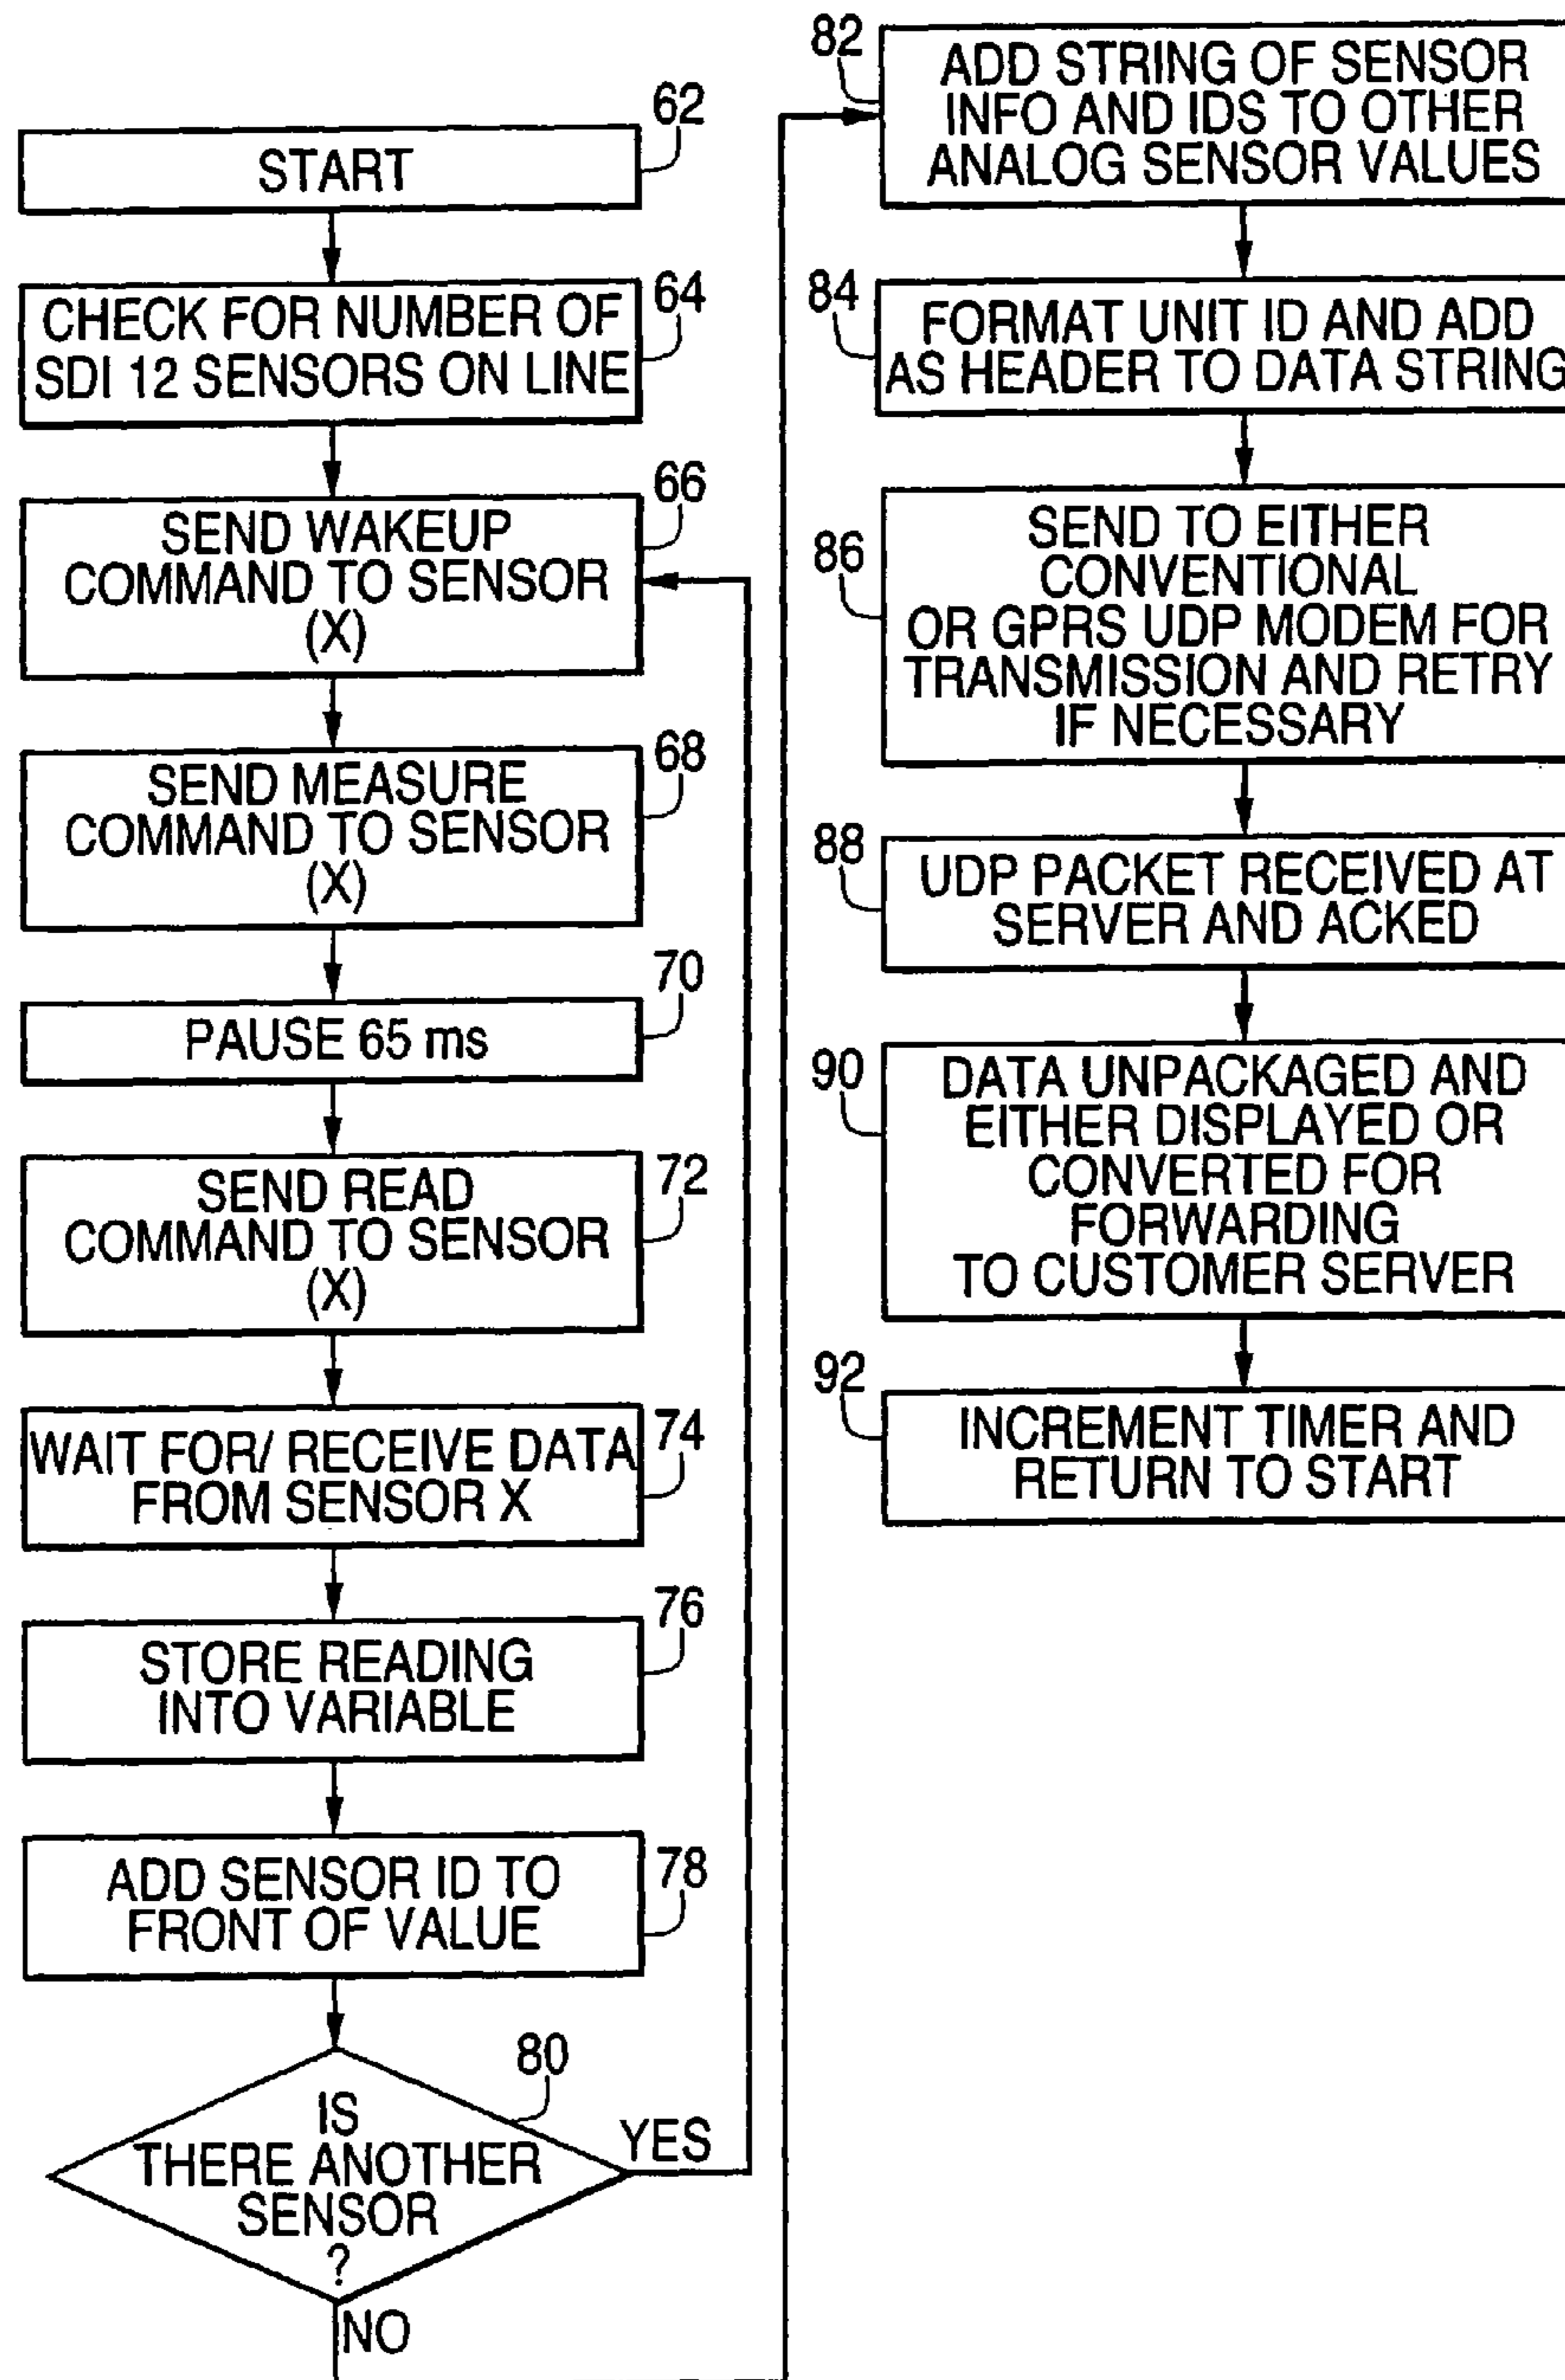 62
START
64
CHECK FOR NUMBER OF
SDI 12 SENSORS ON LINE
66
SEND WAKEUP
COMMAND TO SENSOR
(X)
68
SEND MEASURE
COMMAND TO SENSOR
(X)
70
PAUSE 65 ms
72
SEND READ
COMMAND TO SENSOR
(X)
74
WAIT FOR/ RECEIVE DATA
FROM SENSOR X
76
STORE READING
INTO VARIABLE
78
ADD SENSOR ID TO
FRONT OF VALUE
80
IS
THERE ANOTHER
SENSOR
?
YES
NO
82
ADD STRING OF SENSOR
INFO AND IDS TO OTHER
ANALOG SENSOR VALUES
84
FORMAT UNIT ID AND ADD
AS HEADER TO DATA STRING
86
SEND TO EITHER
CONVENTIONAL
OR GPRS UDP MODEM FOR
TRANSMISSION AND RETRY
IF NECESSARY
88
UDP PACKET RECEIVED AT
SERVER AND ACKED
90
DATA UNPACKAGED AND
EITHER DISPLAYED OR
CONVERTED FOR
FORWARDING
TO CUSTOMER SERVER
92
INCREMENT TIMER AND
RETURN TO START